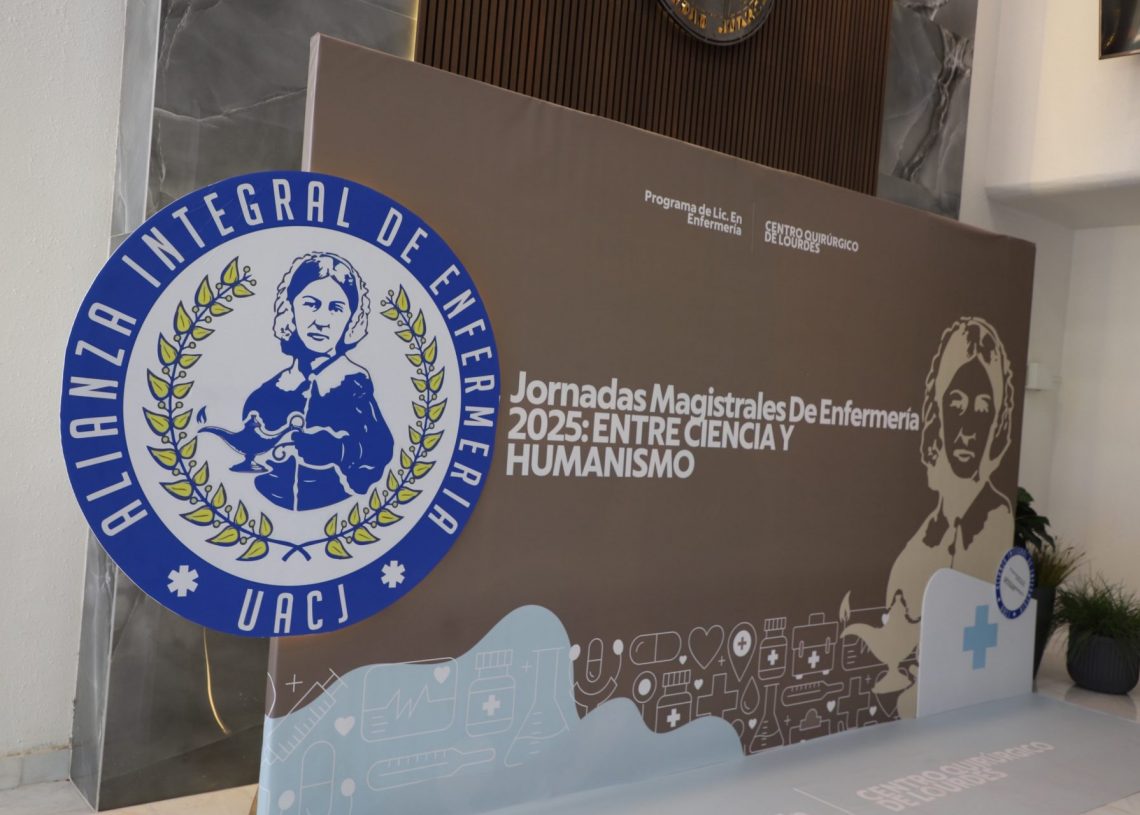 ALIANZA INTEGRAL DE ENFERMERIA
UACJ
Programa de Lic. En
Enfermería
CENTRO QUIRÚRGICO
DE LOURDES
Jornadas Magistrales De Enfermería
2025: ENTRE CIENCIA Y
HUMANISMO
CENTRO QUIRÚRGICO
DE LOURDES